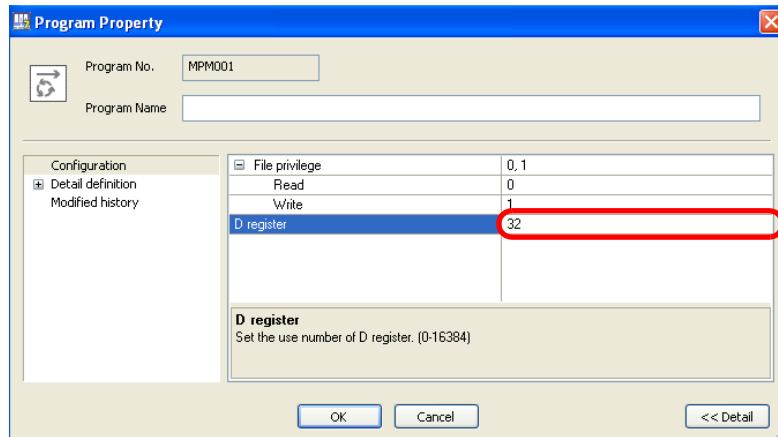 Program Property
Program No. MPM001
Program Name
Configuration
Detail definition
Modified history
File privilege 0, 1
Read 0
Write 1
D register 32
D register
Set the use number of D register. (0-16384)
OK Cancel << Detail